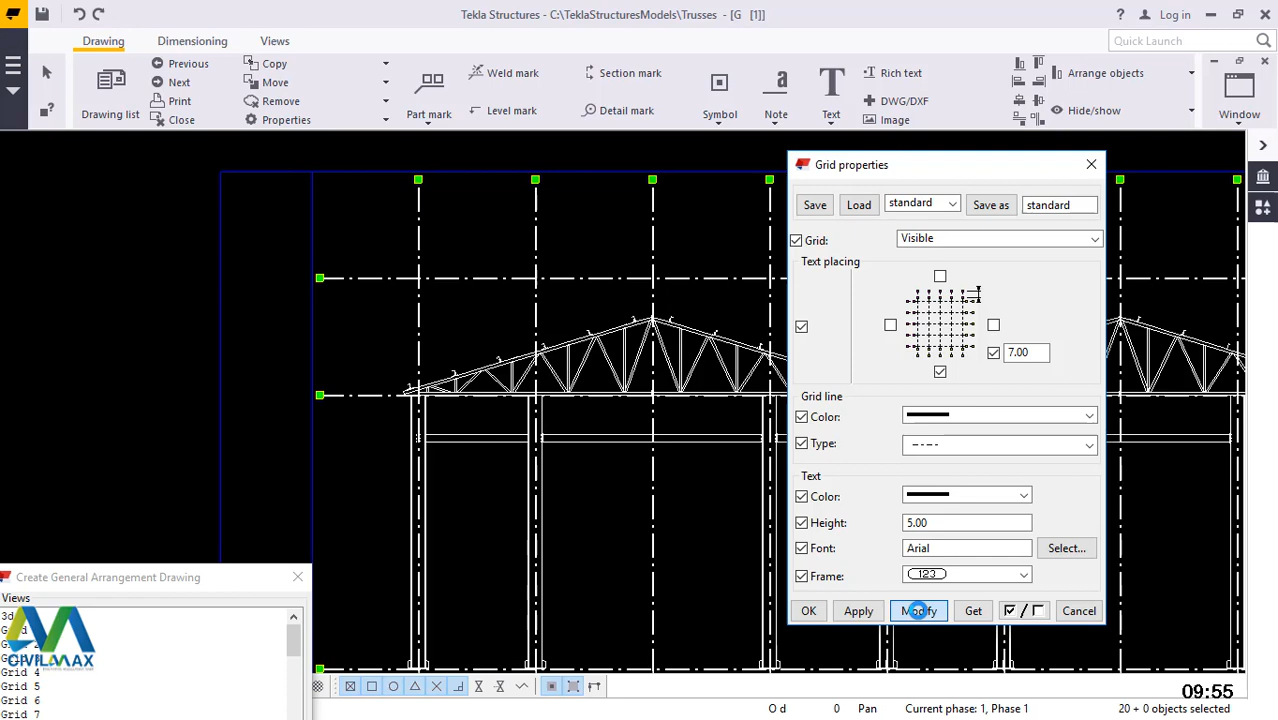 Tekla Structures - C:\TeklaStructuresModels\Trusses - [G [1]]
Log in
Drawing
Dimensioning
Views
Quick Launch
Drawing list
Previous
Next
Print
Close
Copy
Move
Remove
Properties
Part mark
Weld mark
Level mark
Section mark
Detail mark
Symbol
Note
Text
Rich text
DWG/DXF
Image
Arrange objects
Hide/show
Window
Grid properties
Save
Load
standard
Save as
standard
Grid:
Visible
Text placing
7.00
Grid line
Color:
Type:
Text
Color:
Height:
5.00
Font:
Arial
Select...
Frame:
123
OK
Apply
Modify
Get
/
Cancel
Create General Arrangement Drawing
Views
3d
Grid
Grid 4
Grid 5
Grid 6
Grid 7
CIVILMAX
09:55
O d
0
Pan
Current phase: 1, Phase 1
20 + 0 objects selected